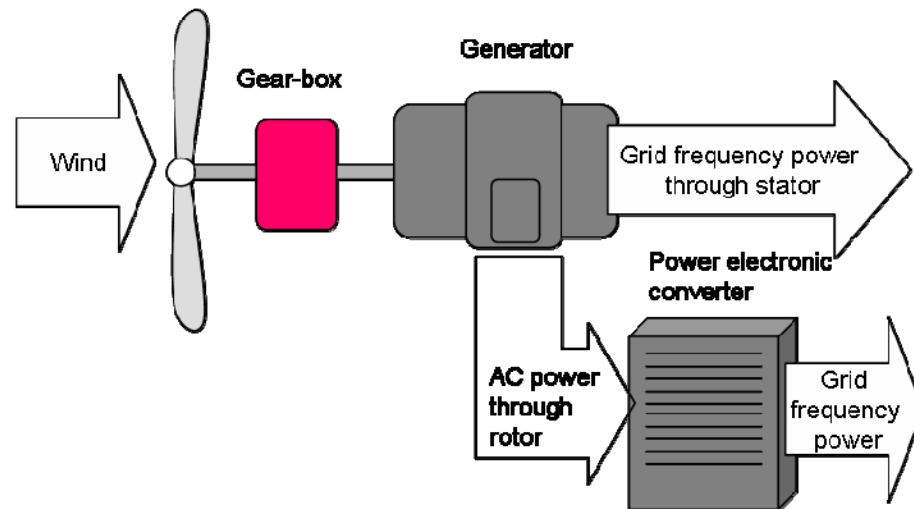 Generator
Gear-box
Wind
Grid frequency power
through stator
Power electronic
converter
AC power
through
rotor
Grid
frequency
power